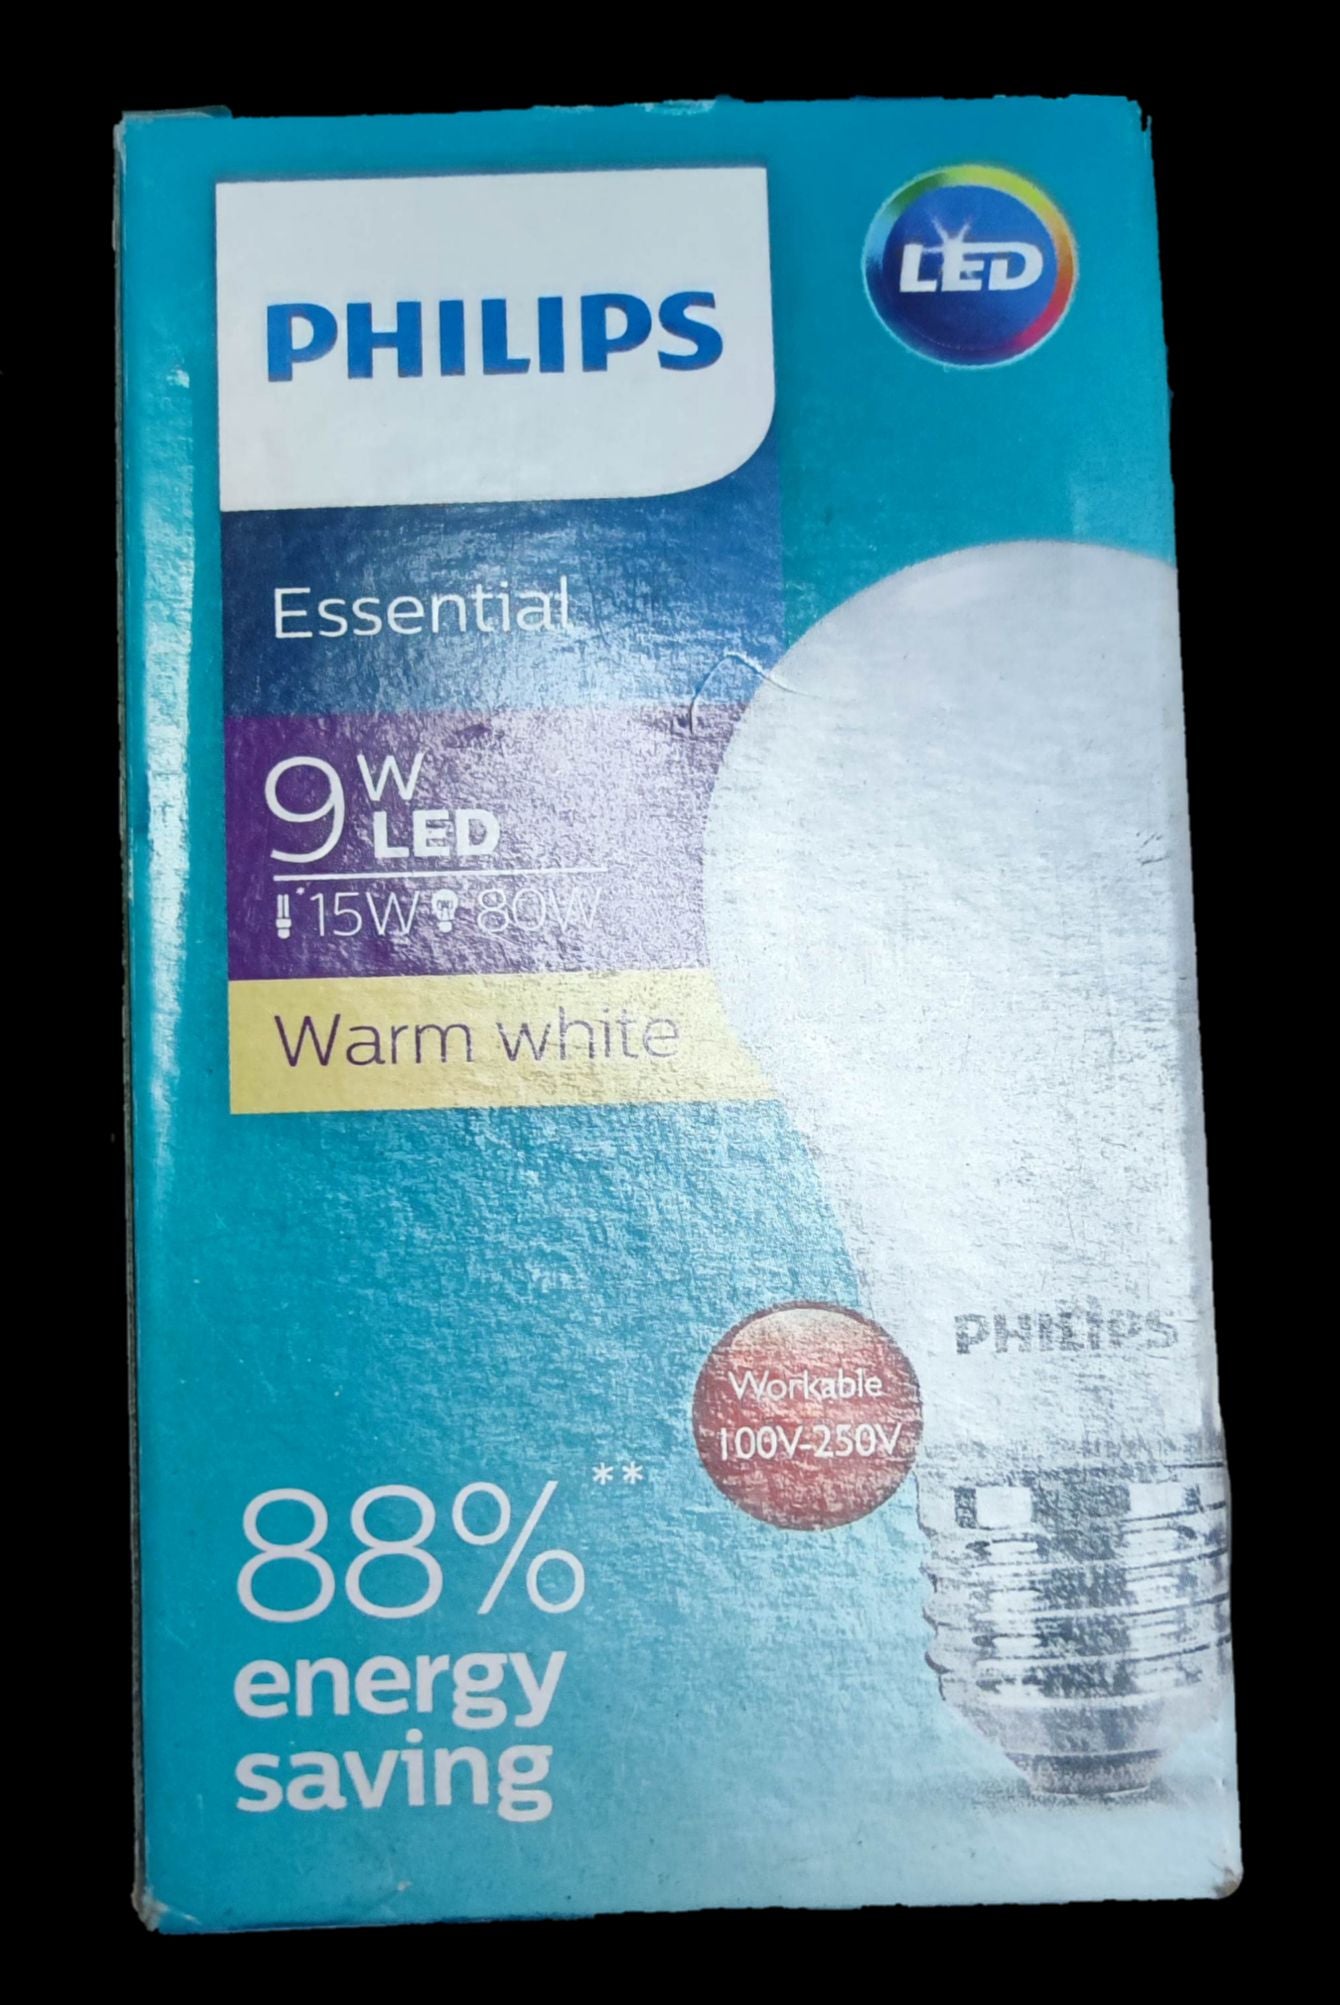 PHILIPS
LED
Essential
9W
LED
*15W 80W
Warm white
PHILIPS
Workable
100V-250V
88%**
energy
saving